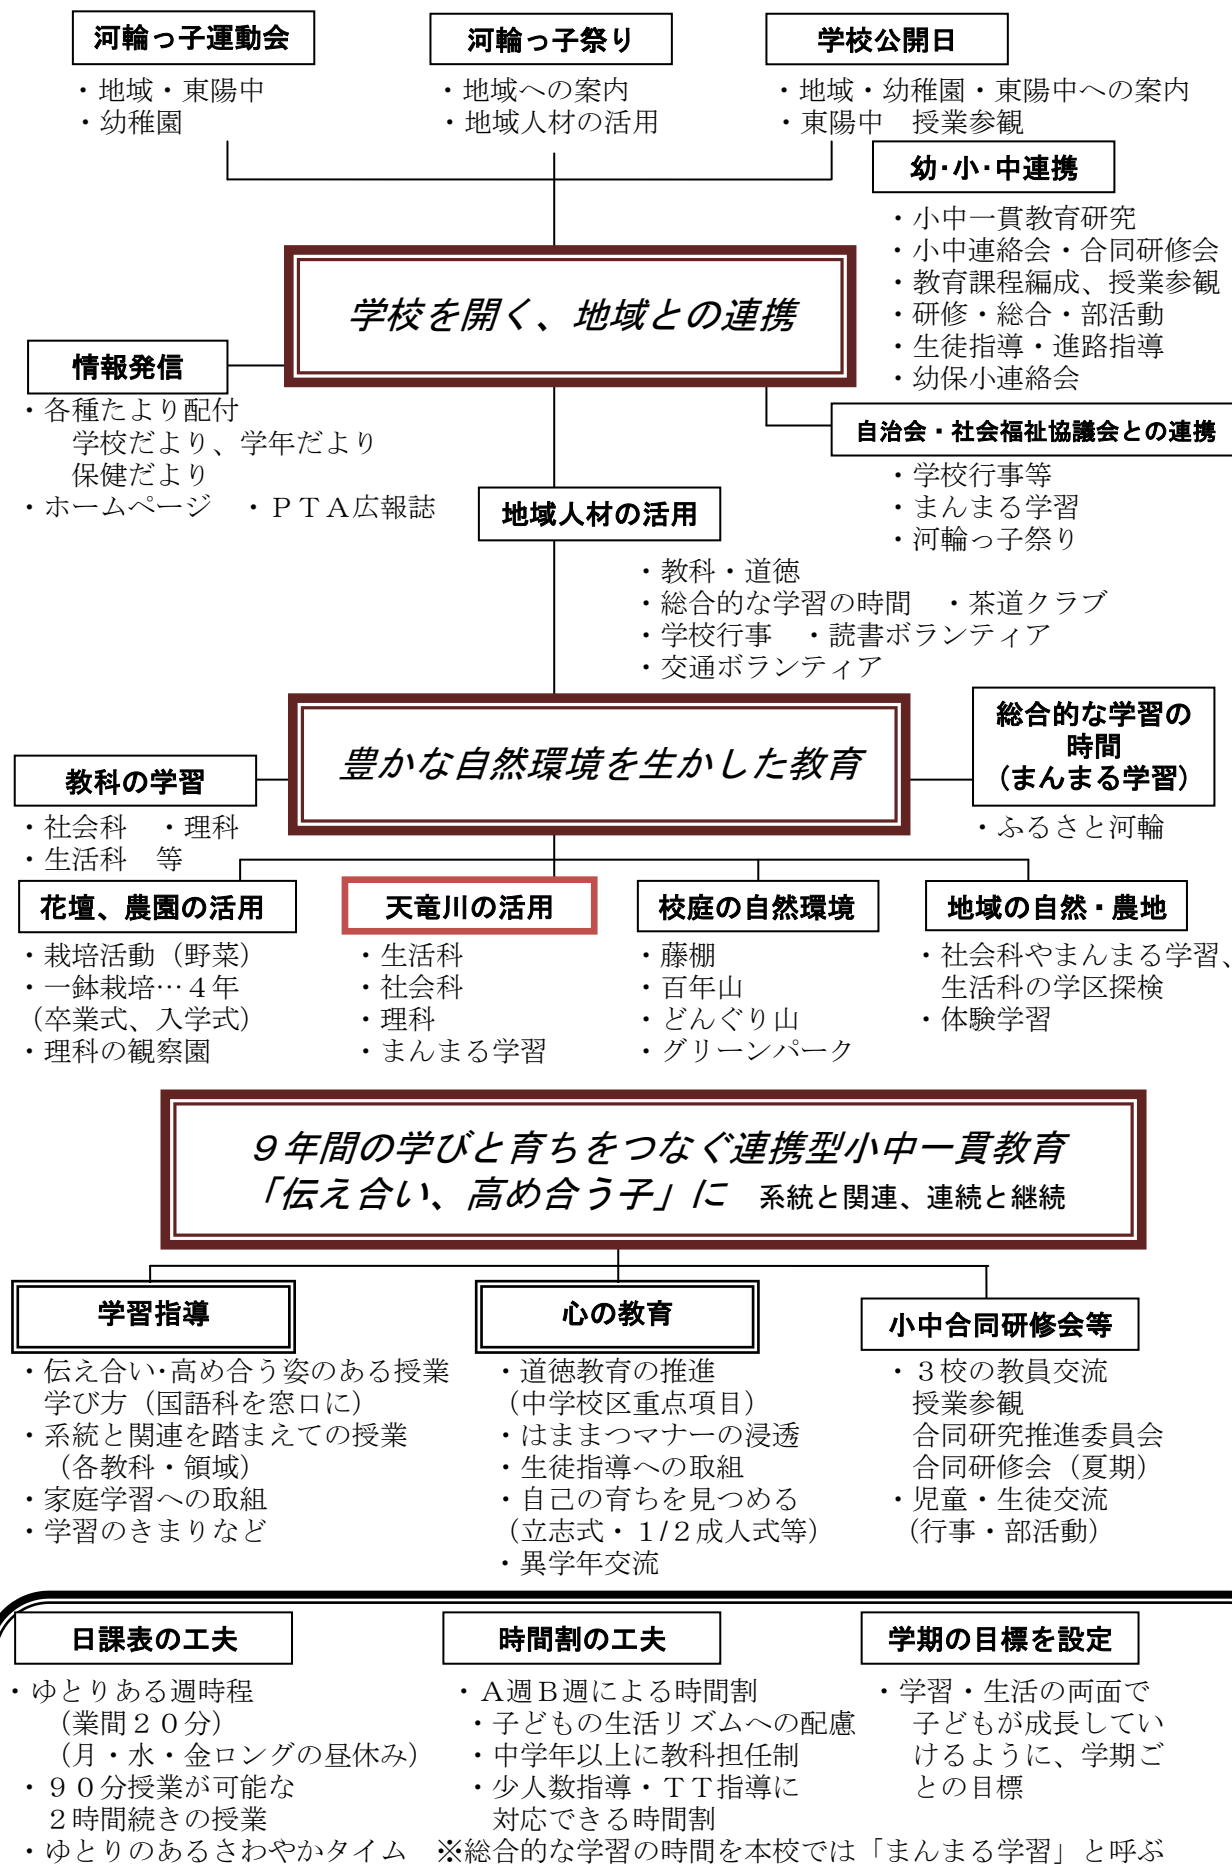 河輪っ子運動会
・地域・東陽中
・幼稚園
河輪っ子祭り
・地域への案内
・地域人材の活用
学校公開日
・地域・幼稚園・東陽中への案内
・東陽中　授業参観
幼・小・中連携
・小中一貫教育研究
・小中連絡会・合同研修会
・教育課程編成、授業参観
・研修・総合・部活動
・生徒指導・進路指導
・幼保小連絡会
学校を開く、地域との連携
情報発信
・各種たより配付
学校だより、学年だより
保健だより
・ホームページ　・ＰＴＡ広報誌
自治会・社会福祉協議会との連携
・学校行事等
・まんまる学習
・河輪っ子祭り
地域人材の活用
・教科・道徳
・総合的な学習の時間　・茶道クラブ
・学校行事　・読書ボランティア
・交通ボランティア
豊かな自然環境を生かした教育
教科の学習
・社会科　・理科
・生活科　等
総合的な学習の
時間
（まんまる学習）
・ふるさと河輪
花壇、農園の活用
・栽培活動（野菜）
・一鉢栽培…４年
（卒業式、入学式）
・理科の観察園
天竜川の活用
・生活科
・社会科
・理科
・まんまる学習
校庭の自然環境
・藤棚
・百年山
・どんぐり山
・グリーンパーク
地域の自然・農地
・社会科やまんまる学習、
生活科の学区探検
・体験学習
９年間の学びと育ちをつなぐ連携型小中一貫教育
「伝え合い、高め合う子」に　系統と関連、連続と継続
学習指導
・伝え合い・高め合う姿のある授業
学び方（国語科を窓口に）
・系統と関連を踏まえての授業
（各教科・領域）
・家庭学習への取組
・学習のきまりなど
心の教育
・道徳教育の推進
（中学校区重点項目）
・はままつマナーの浸透
・生徒指導への取組
・自己の育ちを見つめる
（立志式・１/２成人式等）
・異学年交流
小中合同研修会等
・３校の教員交流
授業参観
合同研究推進委員会
合同研修会（夏期）
・児童・生徒交流
（行事・部活動）
日課表の工夫
・ゆとりある週時程
（業間２０分）
（月・水・金ロングの昼休み）
・９０分授業が可能な
２時間続きの授業
・ゆとりのあるさわやかタイム
時間割の工夫
・Ａ週Ｂ週による時間割
・子どもの生活リズムへの配慮
・中学年以上に教科担任制
・少人数指導・ＴＴ指導に
対応できる時間割
学期の目標を設定
・学習・生活の両面で
子どもが成長してい
けるように、学期ご
との目標
※総合的な学習の時間を本校では「まんまる学習」と呼ぶ